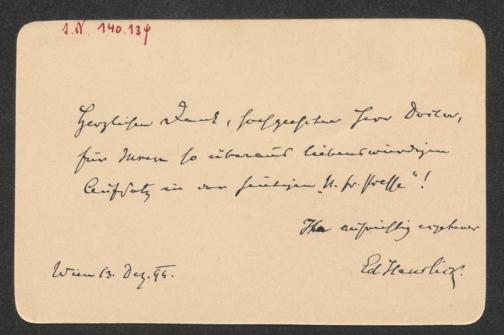 I.N. 140.134
Herzlichen Dank, hochgeehrter Herr Doctor,
für Ihren so überaus liebenswürdigen
Aufsatz in der heutigen „N. fr. Presse"!
Ihr aufrichtig ergebener
Wien 13. Dez. 94.
Ed Hanslick.